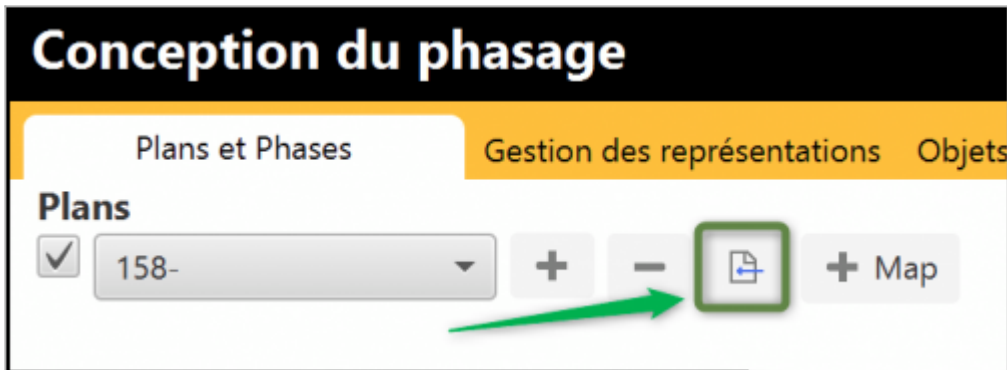 Conception du phasage
Plans et Phases Gestion des représentations Objets
Plans
158- + − + Map